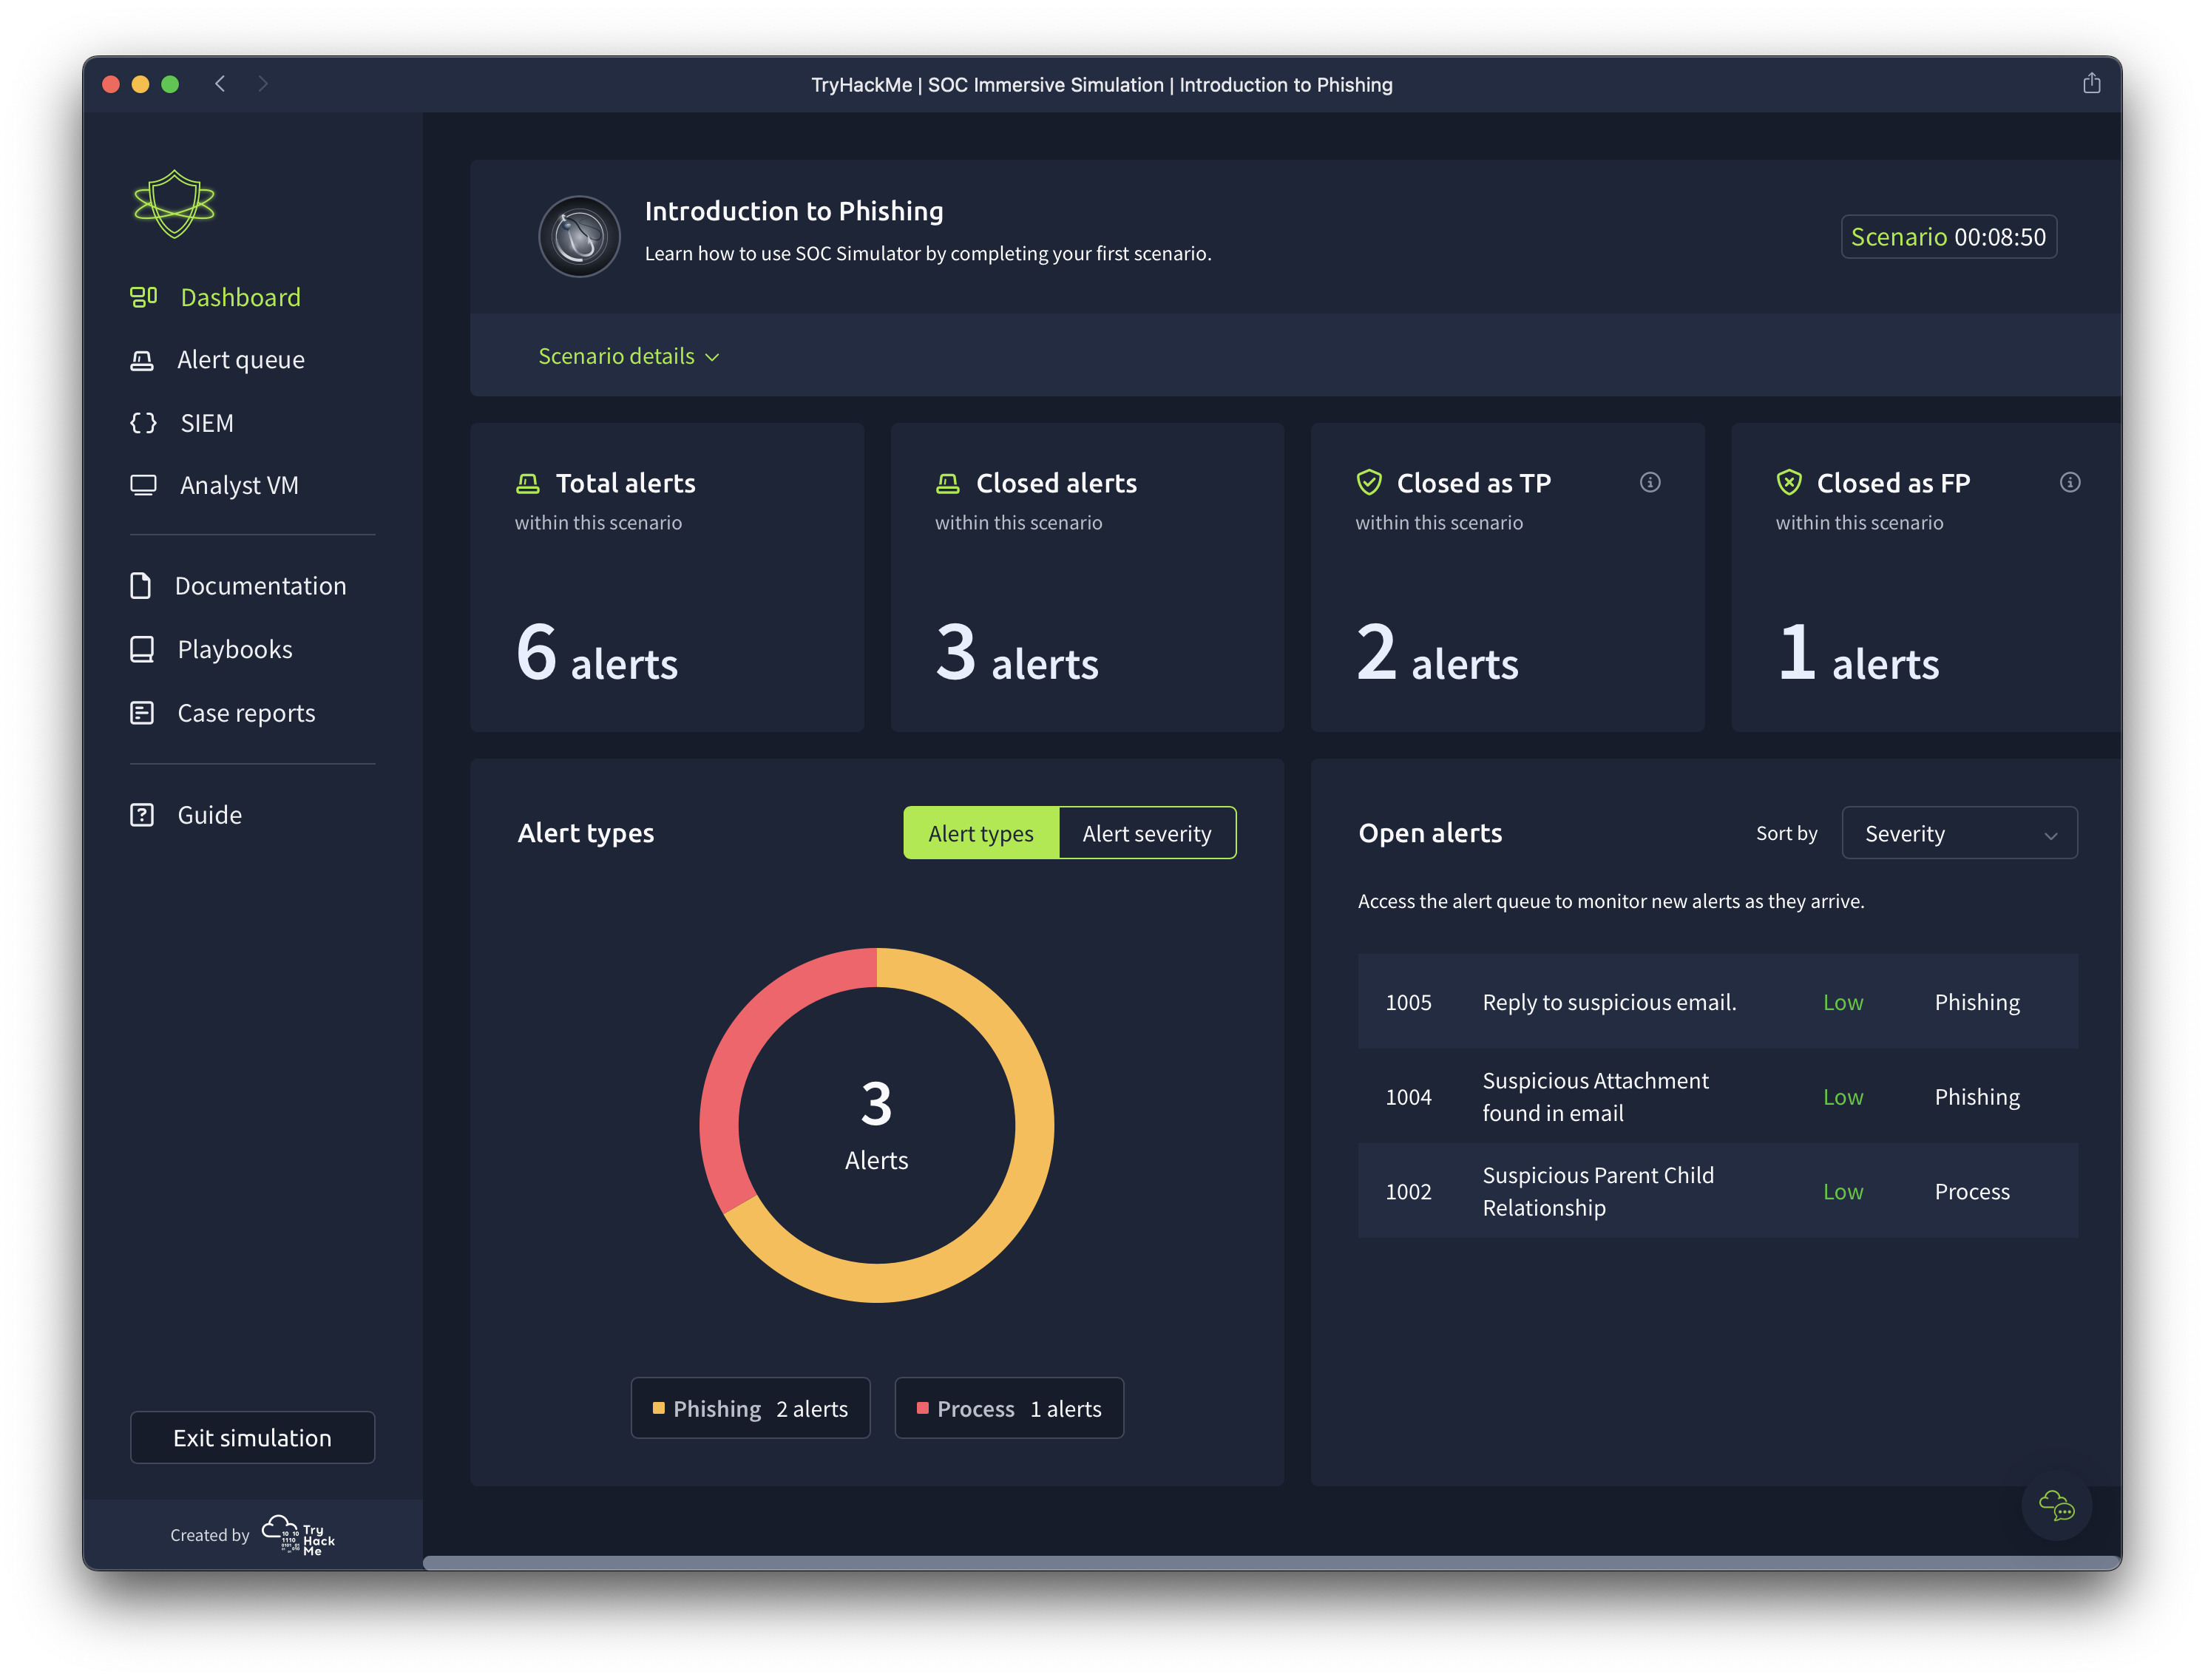 TryHackMe | SOC Immersive Simulation | Introduction to Phishing
Dashboard
Alert queue
SIEM
Analyst VM
Documentation
Playbooks
Case reports
Guide
Exit simulation
Created by
Try
Hack
Me
Introduction to Phishing
Learn how to use SOC Simulator by completing your first scenario.
Scenario 00:08:50
Scenario details
Total alerts
within this scenario
6 alerts
Closed alerts
within this scenario
3 alerts
Closed as TP
within this scenario
2 alerts
Closed as FP
within this scenario
1 alerts
Alert types
Alert types
Alert severity
3
Alerts
Phishing 2 alerts
Process 1 alerts
Open alerts
Sort by
Severity
Access the alert queue to monitor new alerts as they arrive.
1005 Reply to suspicious email. Low Phishing
1004 Suspicious Attachment
found in email Low Phishing
1002 Suspicious Parent Child
Relationship Low Process